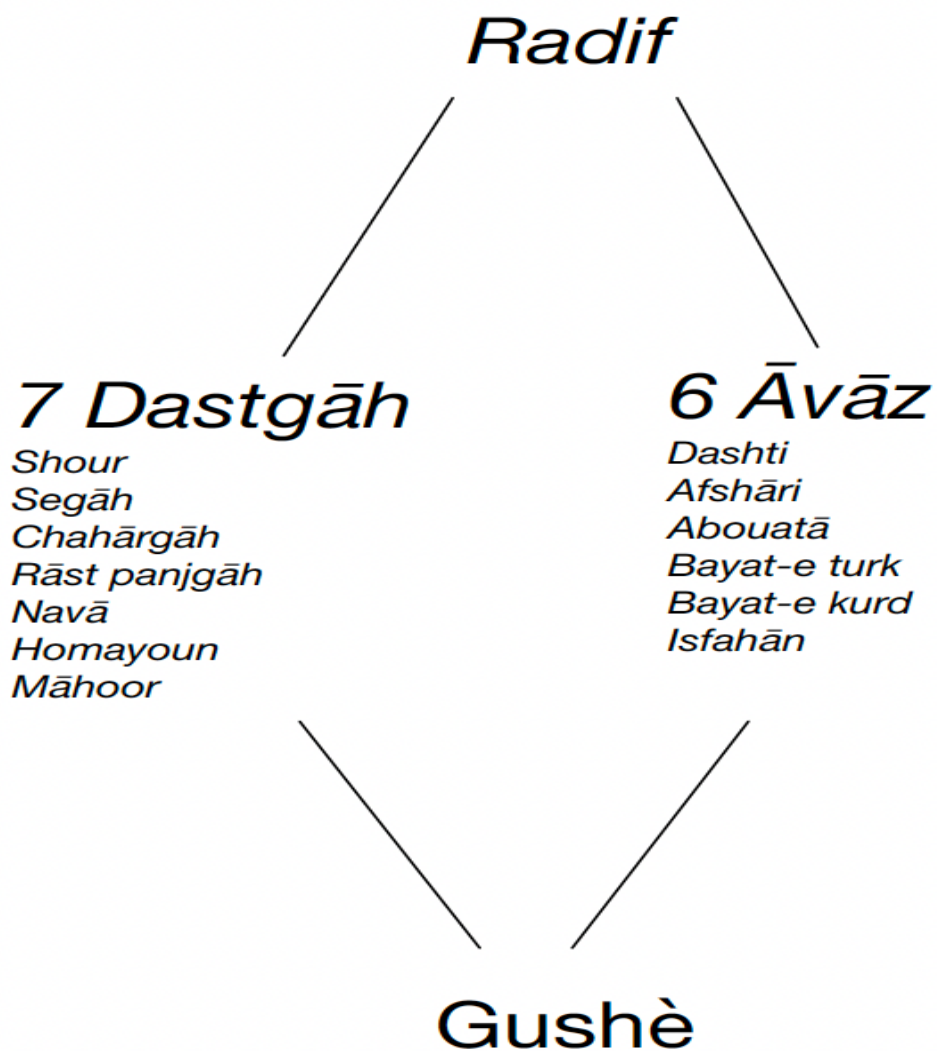 Radif
7 Dastgāh
Shour
Segāh
Chahārgāh
Rāst panjgāh
Navā
Homayoun
Māhoor
6 Āvāz
Dashti
Afshāri
Abouatā
Bayat-e turk
Bayat-e kurd
Isfahān
Gushè